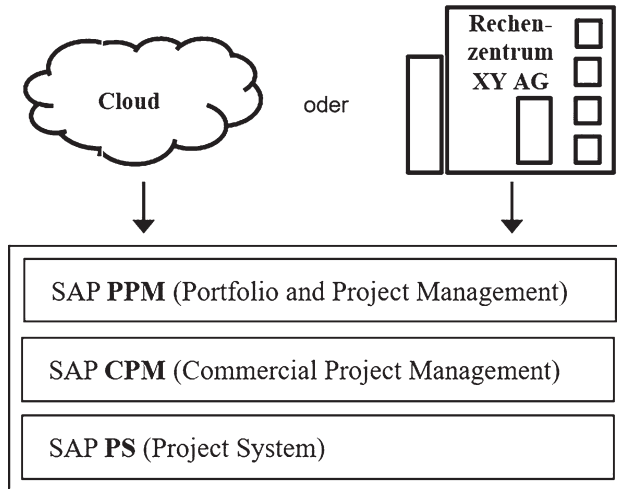 Cloud
oder
Rechen-
zentrum
XY AG
SAP PPM (Portfolio and Project Management)
SAP CPM (Commercial Project Management)
SAP PS (Project System)